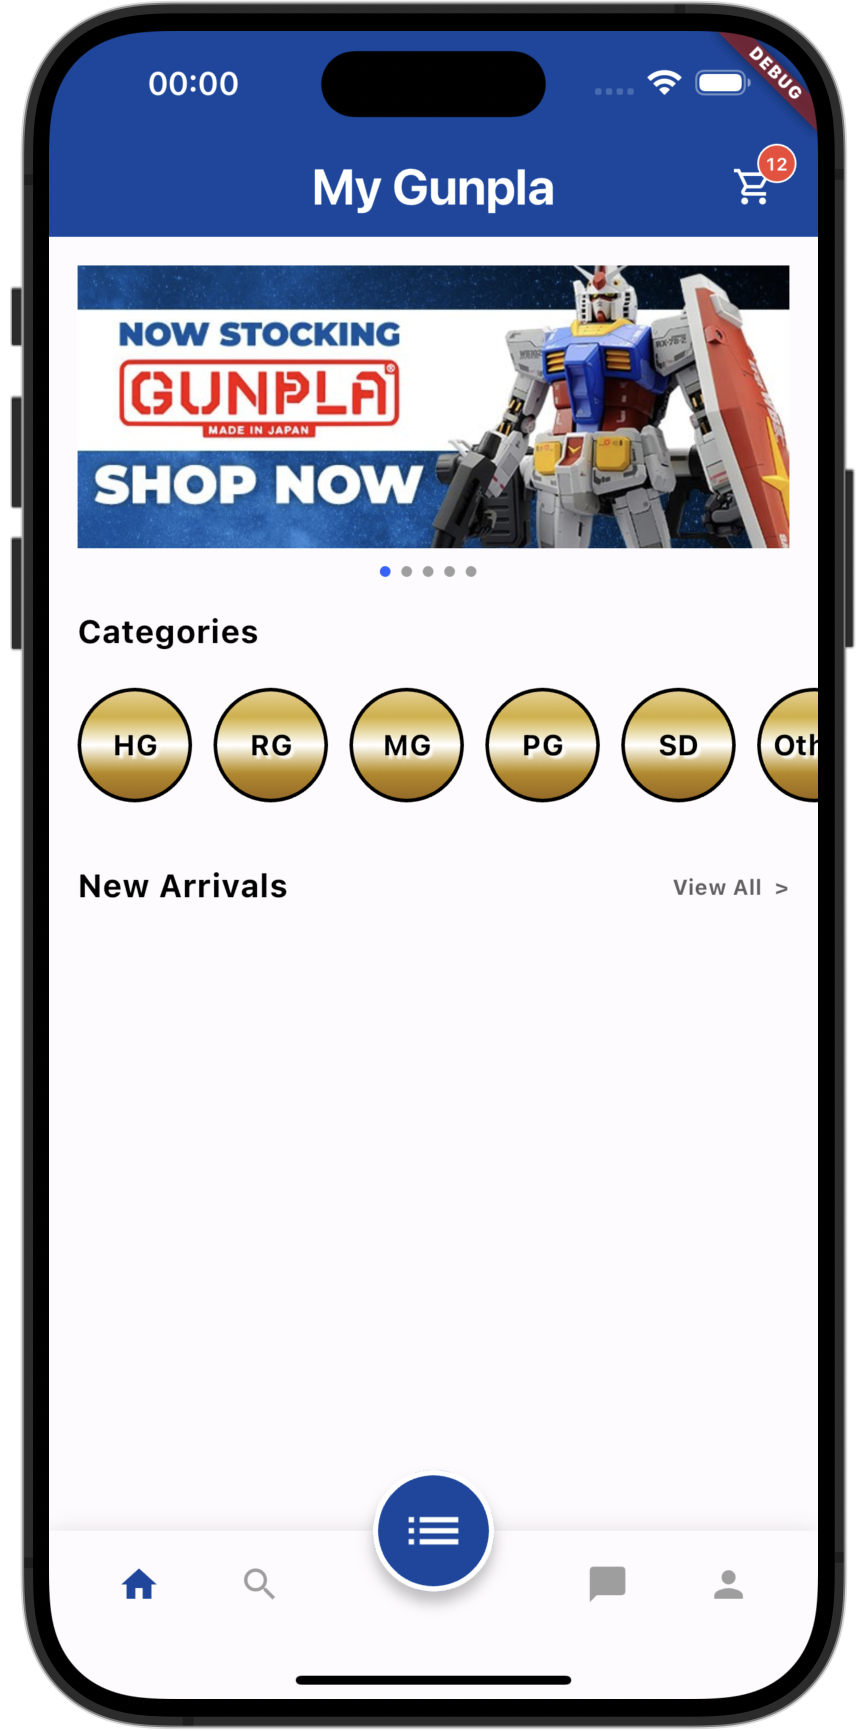 00:00
DEBUG
My Gunpla
12
NOW STOCKING
GUNPLA®
MADE IN JAPAN
SHOP NOW
RX-78-2
Categories
HG RG MG PG SD Oth
New Arrivals
View All >